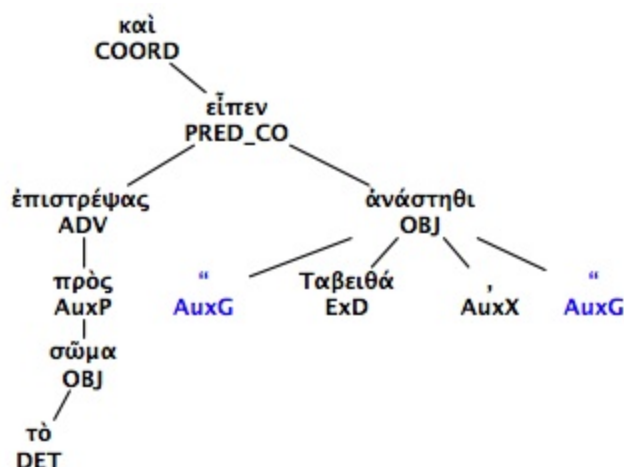 καὶ
COORD
εἶπεν
PRED_CO
ἐπιστρέψας ἀνάστηθι
ADV OBJ
πρὸς “ Ταβειθά , “
AuxP AuxG ExD AuxX AuxG
σῶμα
OBJ
τὸ
DET